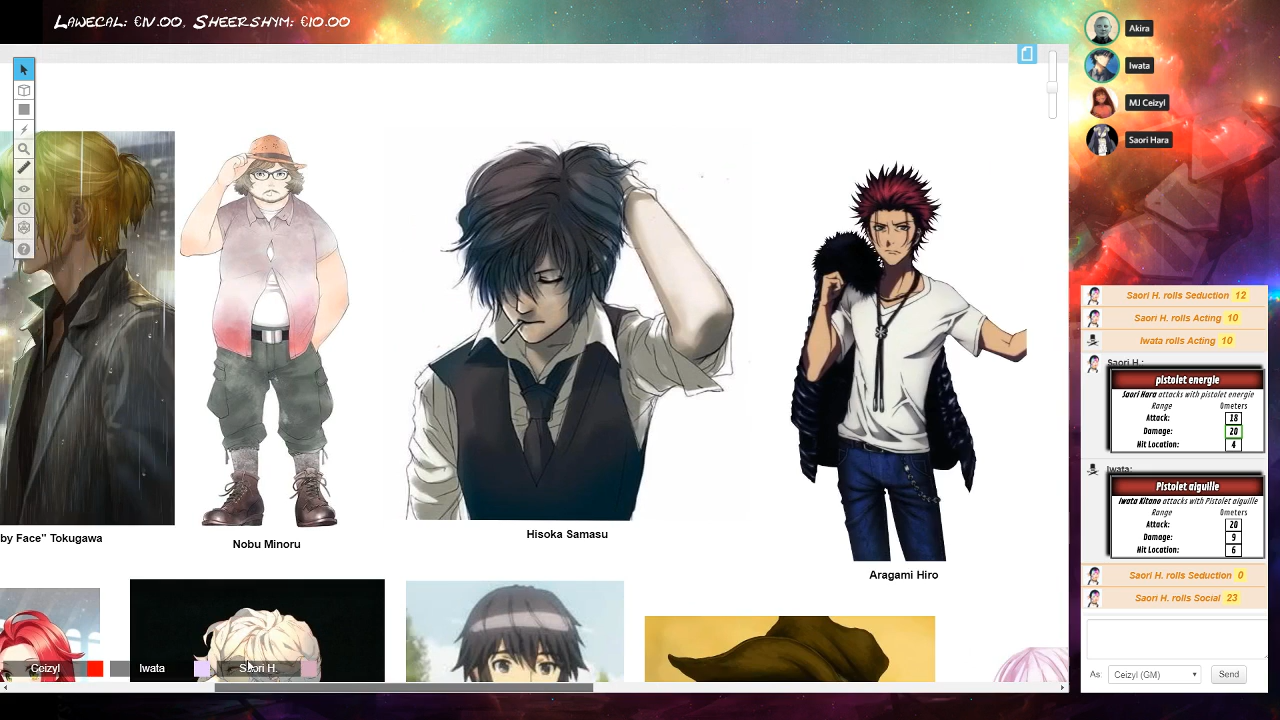 Lawecal: €IV.00, Sheershym: €10.00
Akira
Iwata
MJ Ceizyl
Saori Hara
by Face" Tokugawa
Nobu Minoru
Hisoka Samasu
Aragami Hiro
Ceizyl
Iwata
Saori H.
Saori H. rolls Seduction 12
Saori H. rolls Acting 10
Iwata rolls Acting 10
Saori H.:
pistolet energie
Saori Hara attacks with pistolet energie
Range 0meters
Attack: 18
Damage: 20
Hit Location: 4
Iwata:
Pistolet aiguille
Iwata Kitano attacks with Pistolet aiguille
Range 0meters
Attack: 20
Damage: 9
Hit Location: 6
Saori H. rolls Seduction 0
Saori H. rolls Social 23
As: Ceizyl (GM) Send